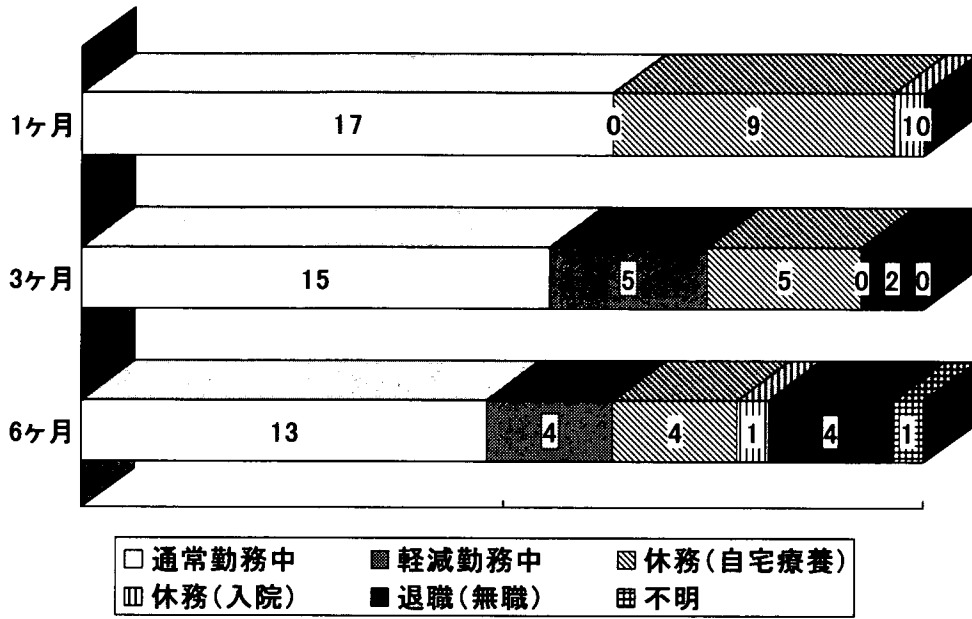 1ヶ月 17 0 9 10
3ヶ月 15 5 5 0 2 0
6ヶ月 13 4 4 1 4 1
通常勤務中 軽減勤務中 休務(自宅療養)
休務(入院) 退職(無職) 不明